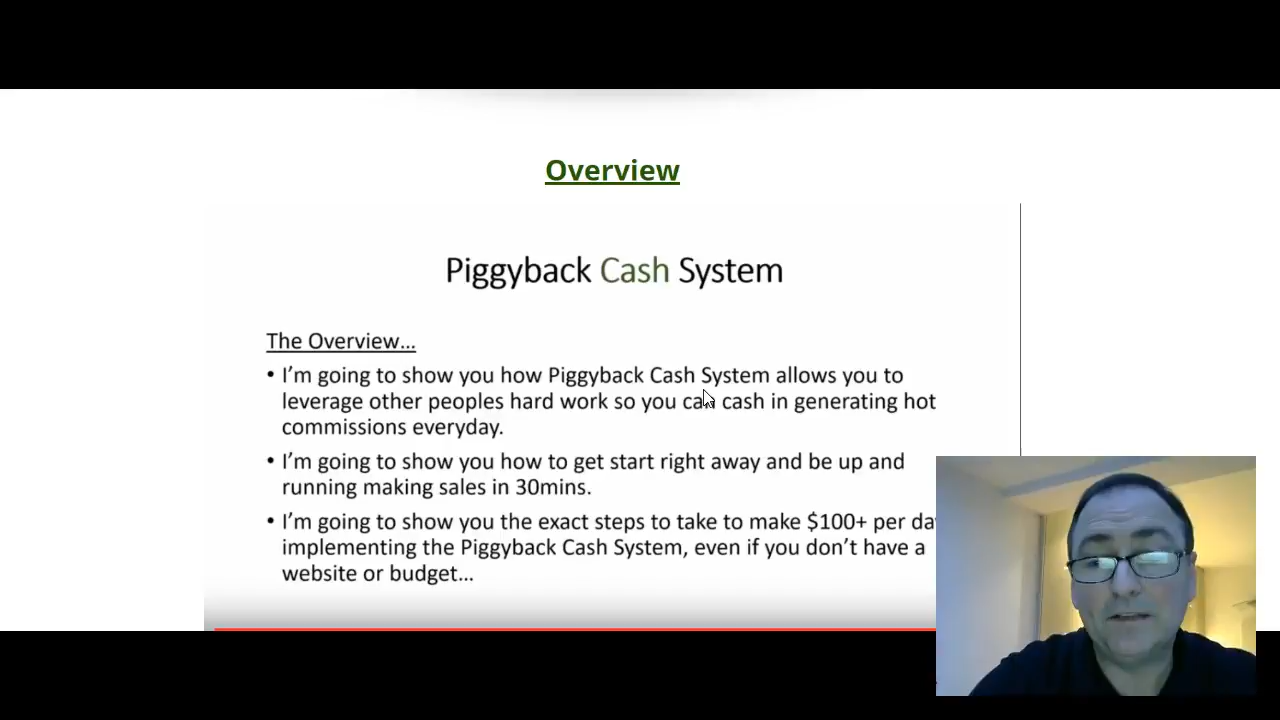 Overview
Piggyback Cash System
The Overview...
• I'm going to show you how Piggyback Cash System allows you to
leverage other peoples hard work so you can cash in generating hot
commissions everyday.
• I'm going to show you how to get start right away and be up and
running making sales in 30mins.
• I'm going to show you the exact steps to take to make $100+ per
implementing the Piggyback Cash System, even if you don't have a
website or budget...